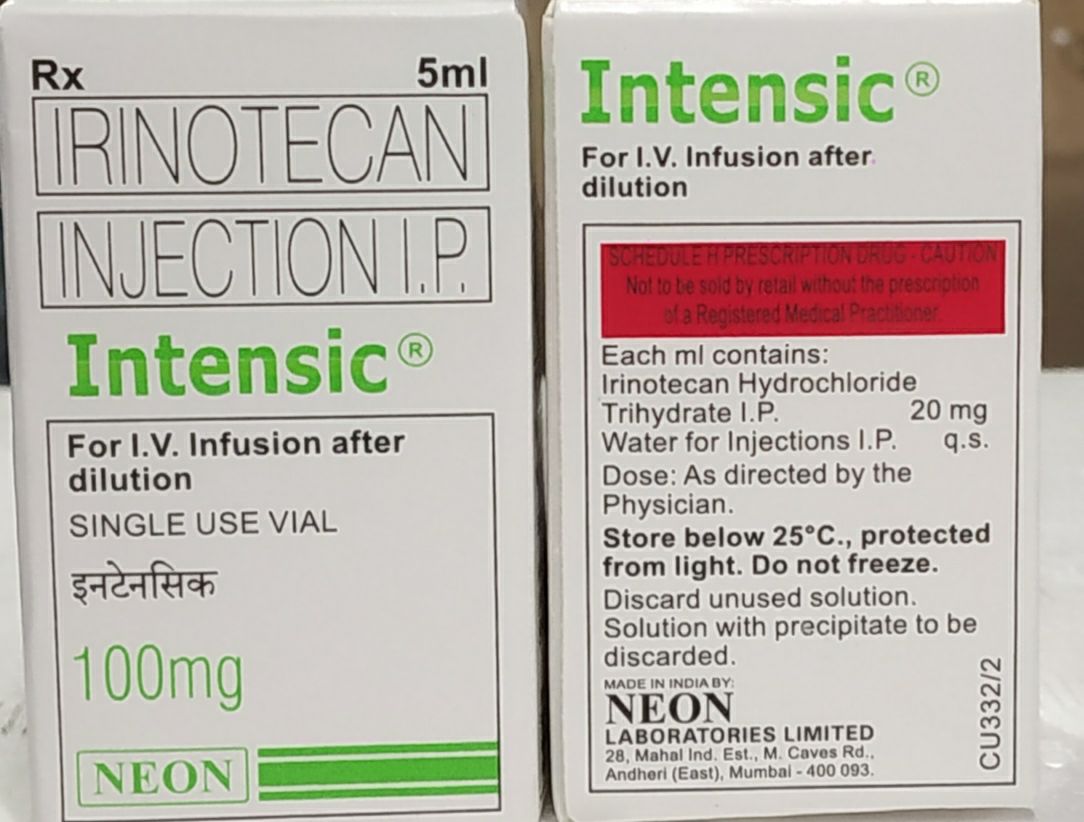 Rx 5ml
IRINOTECAN
INJECTION I.P.
Intensic®
For I.V. Infusion after
dilution
SINGLE USE VIAL
इनटेनसिक
100mg
NEON
Intensic®
For I.V. Infusion after
dilution
SCHEDULE H PRESCRIPTION DRUG - CAUTION
Not to be sold by retail without the prescription
of a Registered Medical Practitioner.
Each ml contains:
Irinotecan Hydrochloride
Trihydrate I.P. 20 mg
Water for Injections I.P. q.s.
Dose: As directed by the
Physician.
Store below 25°C., protected
from light. Do not freeze.
Discard unused solution.
Solution with precipitate to be
discarded.
MADE IN INDIA BY:
NEON
LABORATORIES LIMITED
28, Mahal Ind. Est., M. Caves Rd.,
Andheri (East), Mumbai - 400 093.
CU332/2